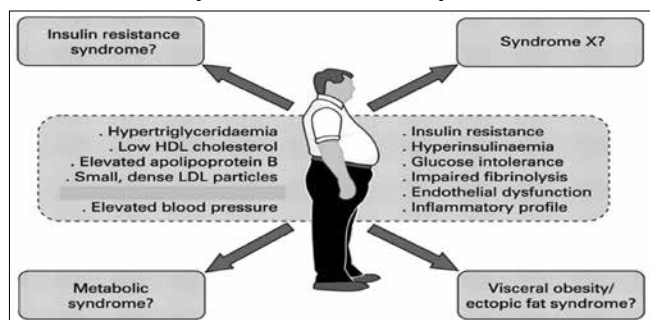 Insulin resistance
syndrome?
Syndrome X?
. Hypertriglyceridaemia
. Low HDL cholesterol
. Elevated apolipoprotein B
. Small, dense LDL particles
. Elevated blood pressure
. Insulin resistance
. Hyperinsulinaemia
. Glucose intolerance
. Impaired fibrinolysis
. Endothelial dysfunction
. Inflammatory profile
Metabolic
syndrome?
Visceral obesity/
ectopic fat syndrome?